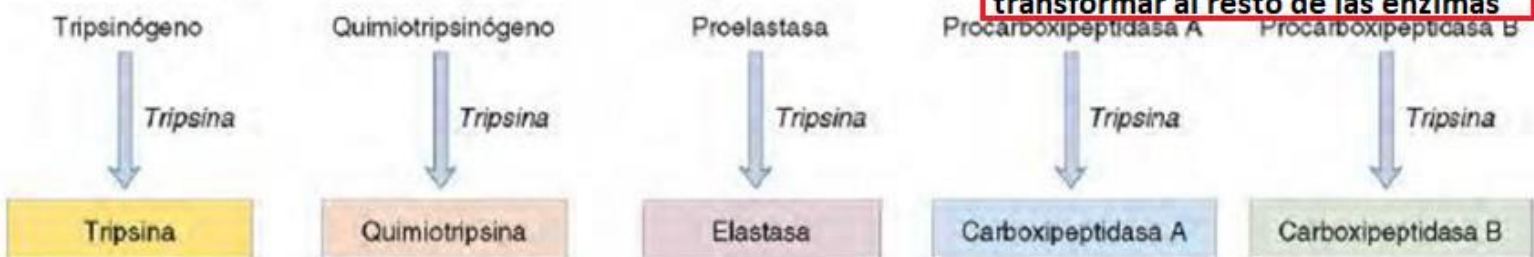 transformar al resto de las enzimas
Tripsinógeno Quimiotripsinógeno Proelastasa Procarboxipeptidasa A Procarboxipepticasa B
Tripsina Tripsina Tripsina Tripsina Tripsina
Tripsina Quimiotripsina Elastasa Carboxipeptidasa A Carboxipeptidasa B